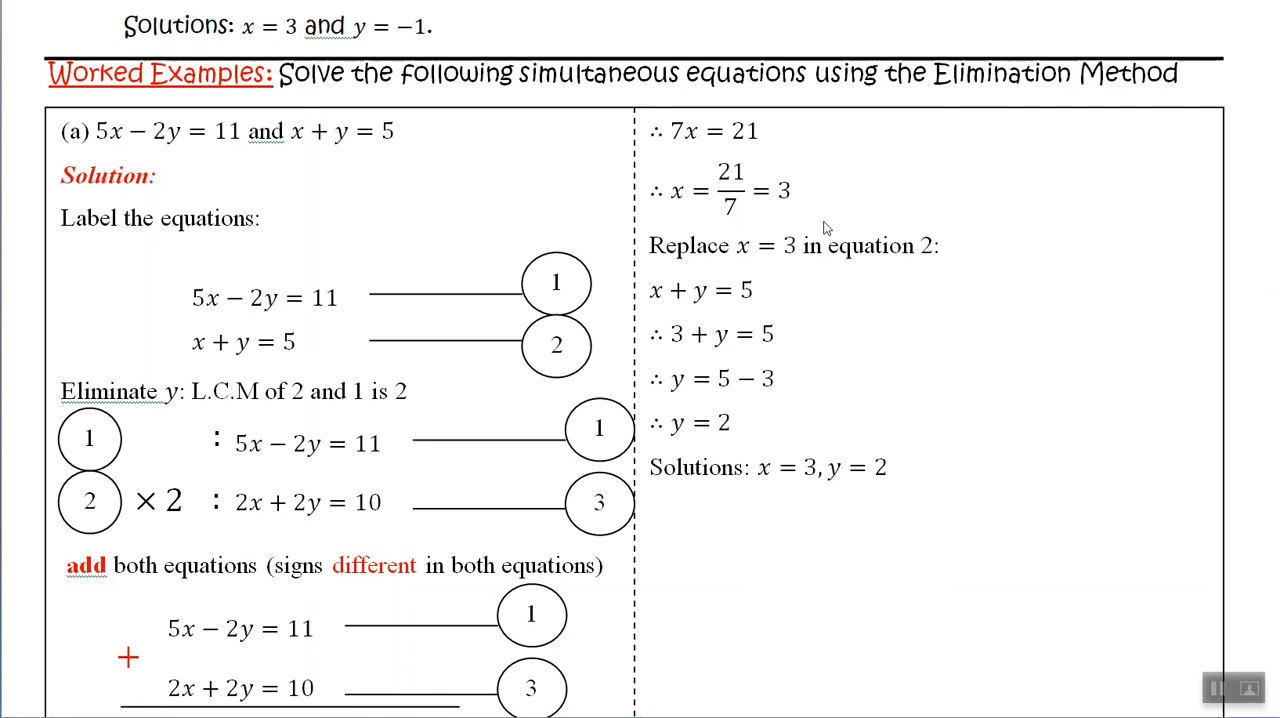 Solutions: x = 3 and y = −1.
Worked Examples: Solve the following simultaneous equations using the Elimination Method
(a) 5x − 2y = 11 and x + y = 5
Solution:
Label the equations:
5x − 2y = 11 1
x + y = 5 2
Eliminate y: L.C.M of 2 and 1 is 2
1 : 5x − 2y = 11 1
2 × 2 : 2x + 2y = 10 3
add both equations (signs different in both equations)
5x − 2y = 11 1
+
2x + 2y = 10 3
∴ 7x = 21
∴ x = 21/7 = 3
Replace x = 3 in equation 2:
x + y = 5
∴ 3 + y = 5
∴ y = 5 − 3
∴ y = 2
Solutions: x = 3, y = 2